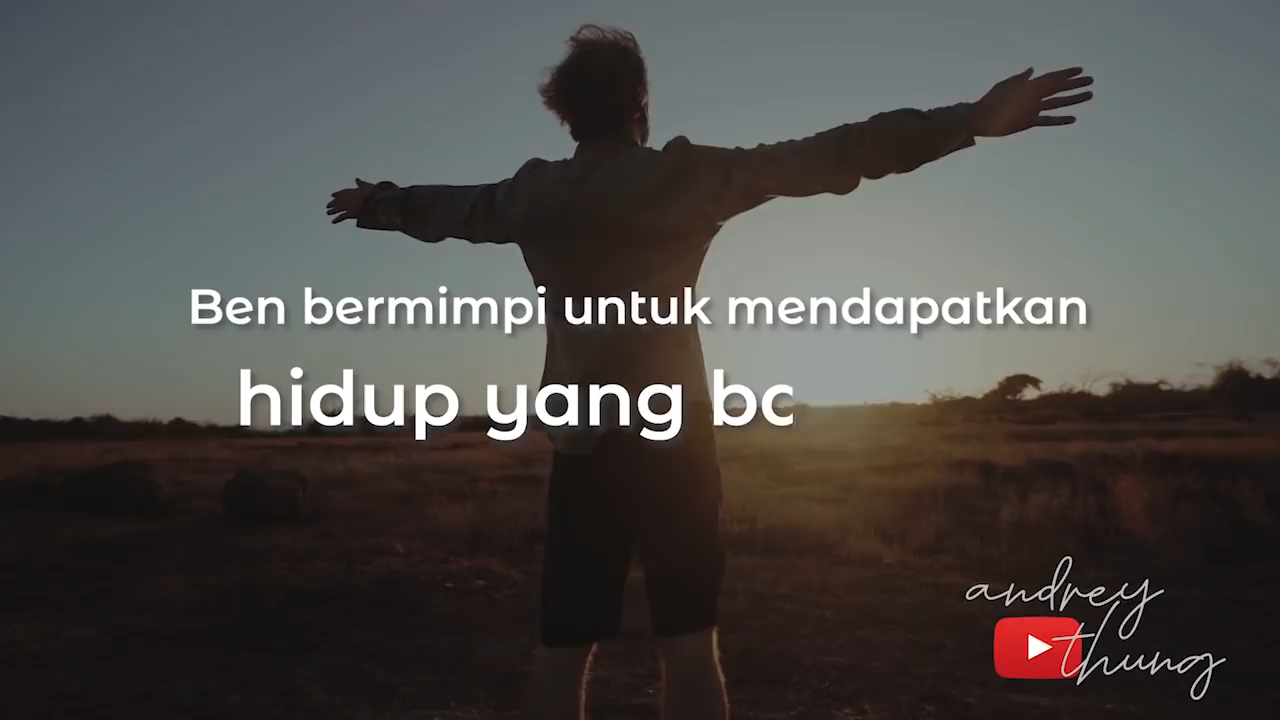 Ben bermimpi untuk mendapatkan
hidup yang
andrey
thung